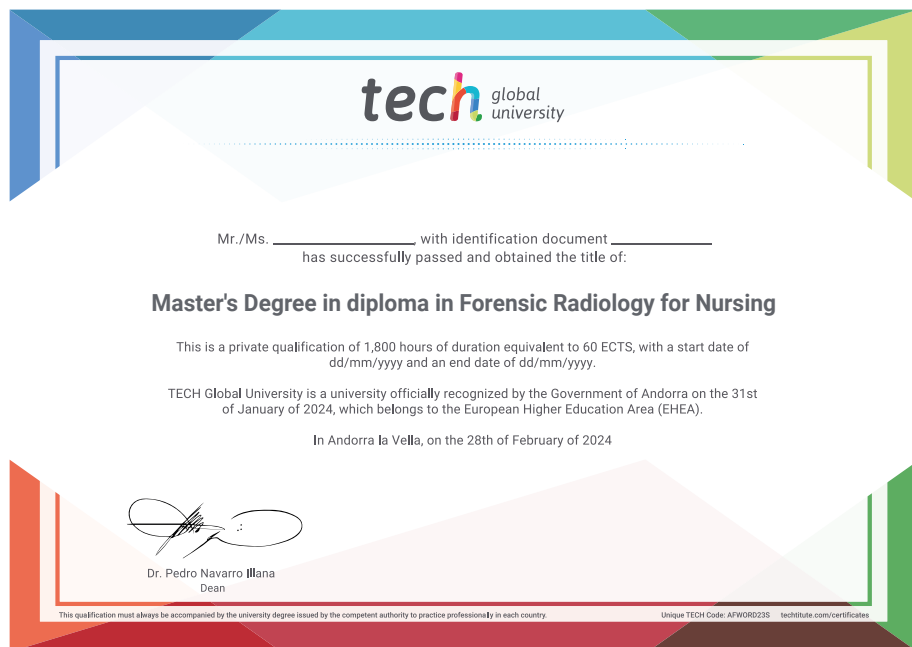 tech global
university
Mr./Ms. ____________, with identification document ____________
has successfully passed and obtained the title of:
Master's Degree in diploma in Forensic Radiology for Nursing
This is a private qualification of 1,800 hours of duration equivalent to 60 ECTS, with a start date of
dd/mm/yyyy and an end date of dd/mm/yyyy.
TECH Global University is a university officially recognized by the Government of Andorra on the 31st
of January of 2024, which belongs to the European Higher Education Area (EHEA).
In Andorra la Vella, on the 28th of February of 2024
Dr. Pedro Navarro Illana
Dean
This qualification must always be accompanied by the university degree issued by the competent authority to practice professionally in each country. Unique TECH Code: AFWORD23S techtitute.com/certificates